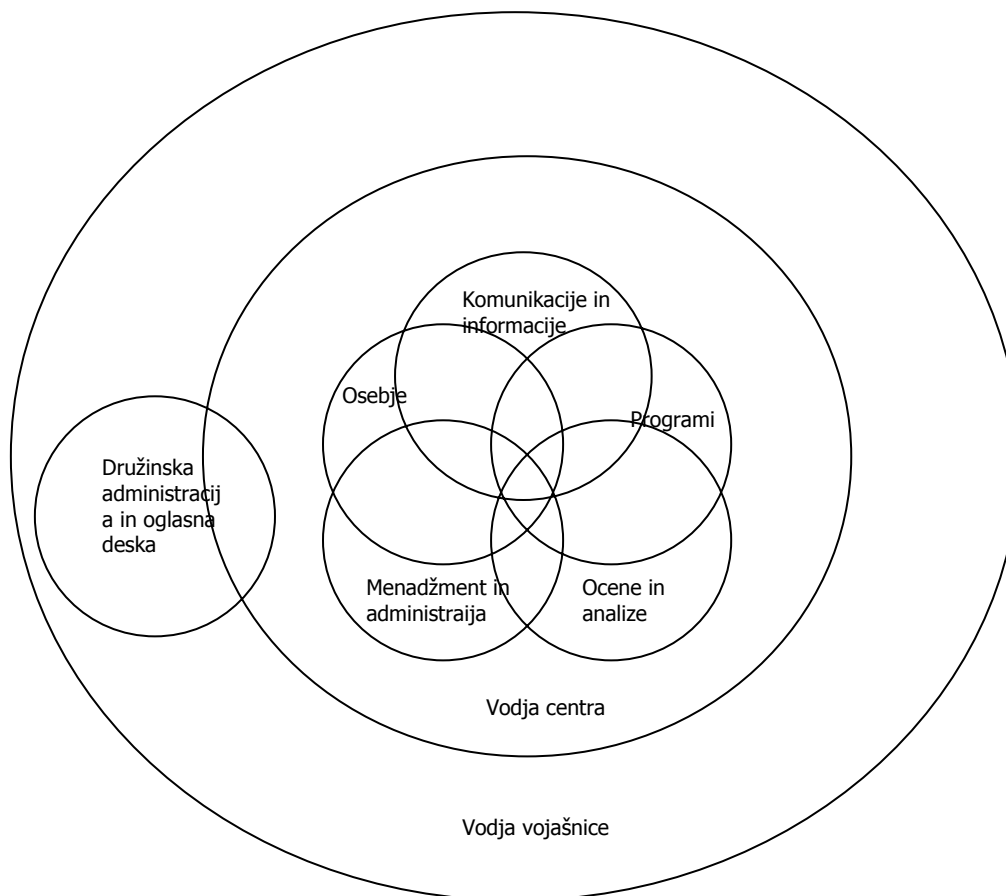 Komunikacije in
informacije
Osebje
Programi
Družinska
administracij
a in oglasna
deska
Menadžment in
administraija
Ocene in
analize
Vodja centra
Vodja vojašnice